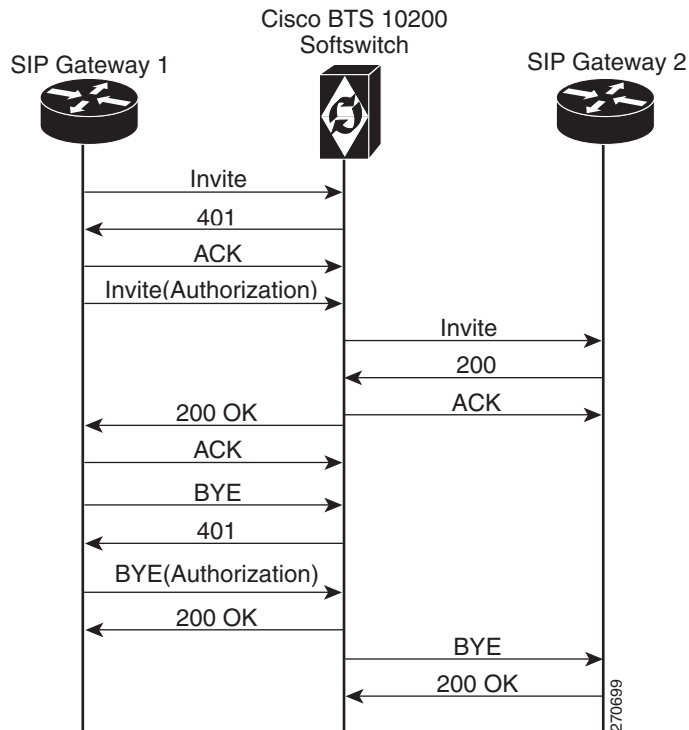 Cisco BTS 10200
Softswitch
SIP Gateway 1
SIP Gateway 2
Invite
401
ACK
Invite(Authorization)
Invite
200
ACK
200 OK
ACK
BYE
401
BYE(Authorization)
200 OK
BYE
200 OK
270699